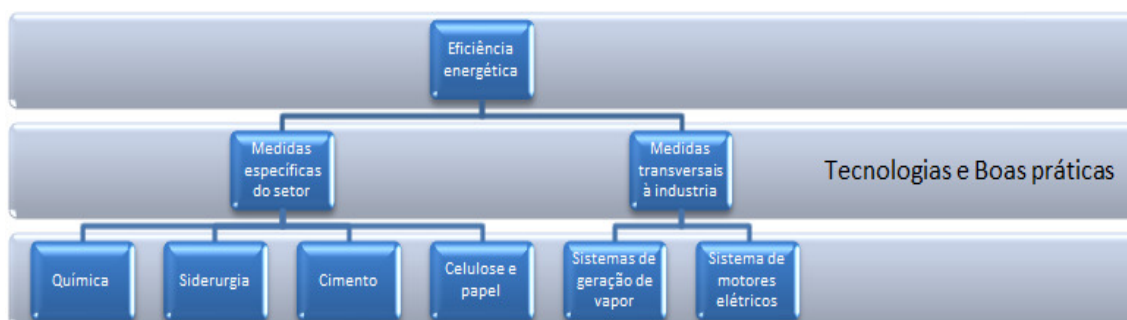 Eficiência
energética
Medidas
específicas
do setor
Medidas
transversais
à industria
Tecnologias e Boas práticas
Química
Siderurgia
Cimento
Celulose e
papel
Sistemas de
geração de
vapor
Sistema de
motores
elétricos